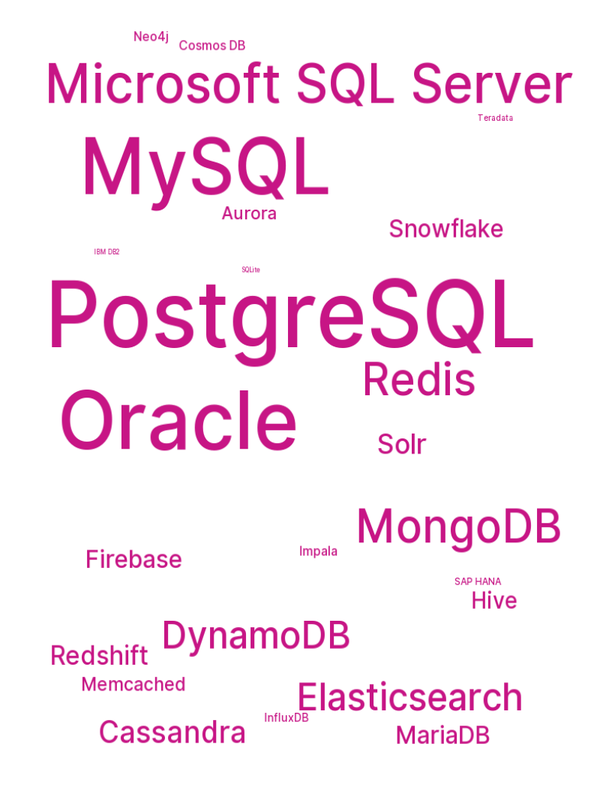 Neo4j
Cosmos DB
Microsoft SQL Server
Teradata
MySQL
Aurora
Snowflake
IBM DB2
SQLite
PostgreSQL
Redis
Oracle
Solr
MongoDB
Impala
Firebase
SAP HANA
Hive
DynamoDB
Redshift
Memcached
Elasticsearch
InfluxDB
Cassandra
MariaDB